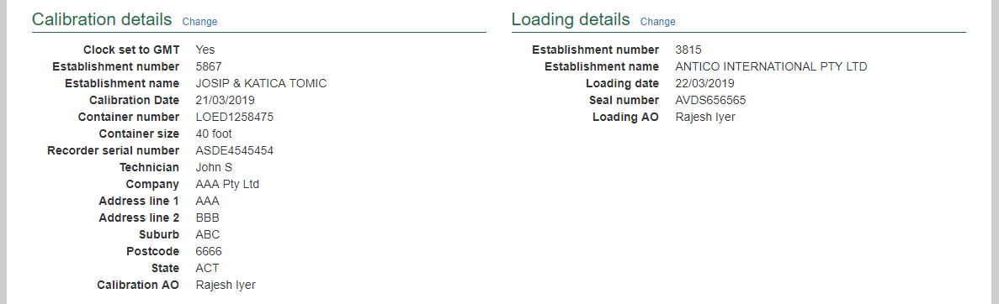 Calibration details Change
Clock set to GMT Yes
Establishment number 5867
Establishment name JOSIP & KATICA TOMIC
Calibration Date 21/03/2019
Container number LOED1258475
Container size 40 foot
Recorder serial number ASDE4545454
Technician John S
Company AAA Pty Ltd
Address line 1 AAA
Address line 2 BBB
Suburb ABC
Postcode 6666
State ACT
Calibration AO Rajesh Iyer
Loading details Change
Establishment number 3815
Establishment name ANTICO INTERNATIONAL PTY LTD
Loading date 22/03/2019
Seal number AVDS656565
Loading AO Rajesh Iyer